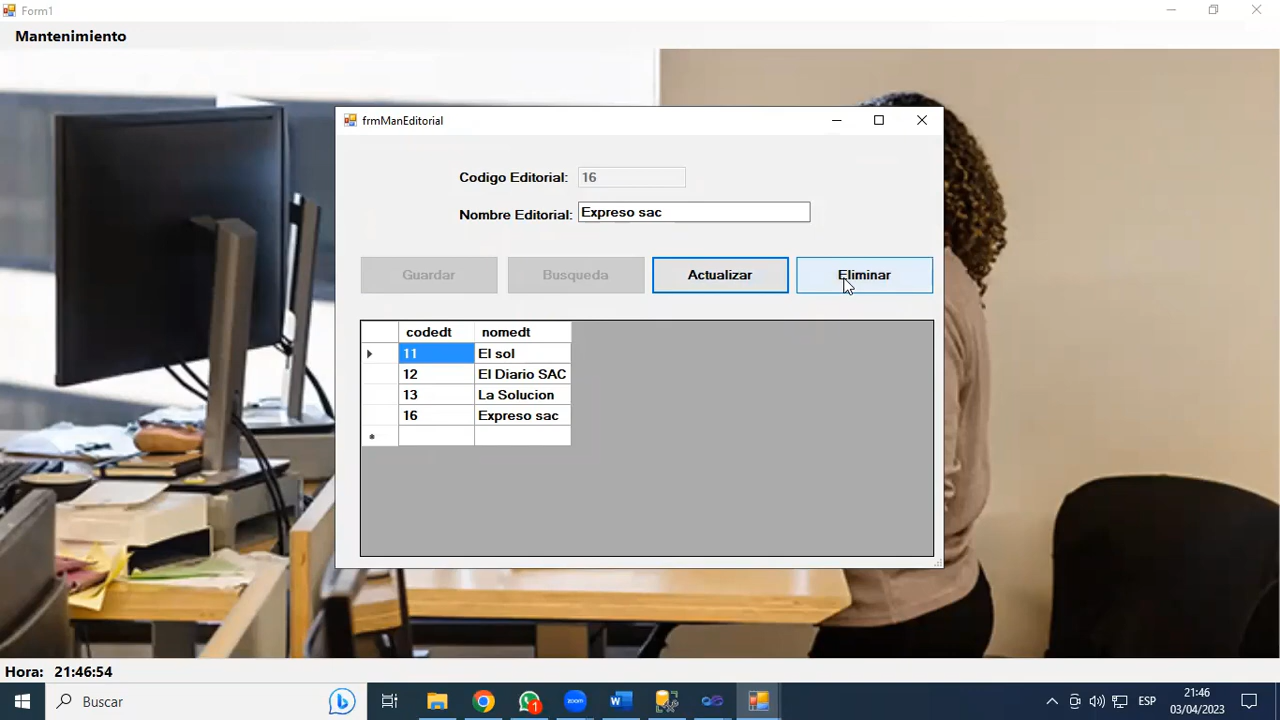 Form1
Mantenimiento
frmManEditorial
Codigo Editorial: 16
Nombre Editorial: Expreso sac
Guardar Busqueda Actualizar Eliminar
codedt nomedt
11 El sol
12 El Diario SAC
13 La Solucion
16 Expreso sac
*
Hora: 21:46:54
Buscar
1
zoom
ESP
21:46
03/04/2023